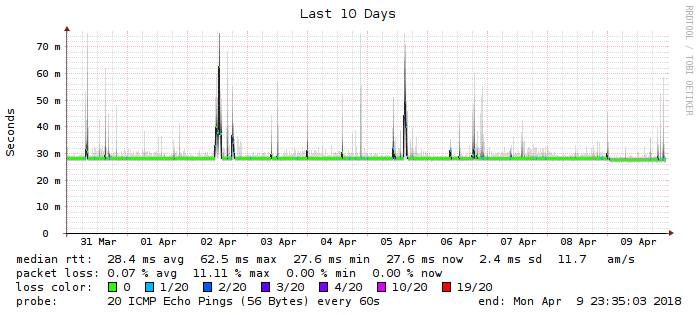 Last 10 Days
RRDTOOL / TOBI OETIKER
Seconds
70 m
60 m
50 m
40 m
30 m
20 m
10 m
0
31 Mar 01 Apr 02 Apr 03 Apr 04 Apr 05 Apr 06 Apr 07 Apr 08 Apr 09 Apr
median rtt: 28.4 ms avg 62.5 ms max 27.6 ms min 27.6 ms now 2.4 ms sd 11.7 am/s
packet loss: 0.07 % avg 11.11 % max 0.00 % min 0.00 % now
loss color: 0 1/20 2/20 3/20 4/20 10/20 19/20
probe: 20 ICMP Echo Pings (56 Bytes) every 60s end: Mon Apr 9 23:35:03 2018